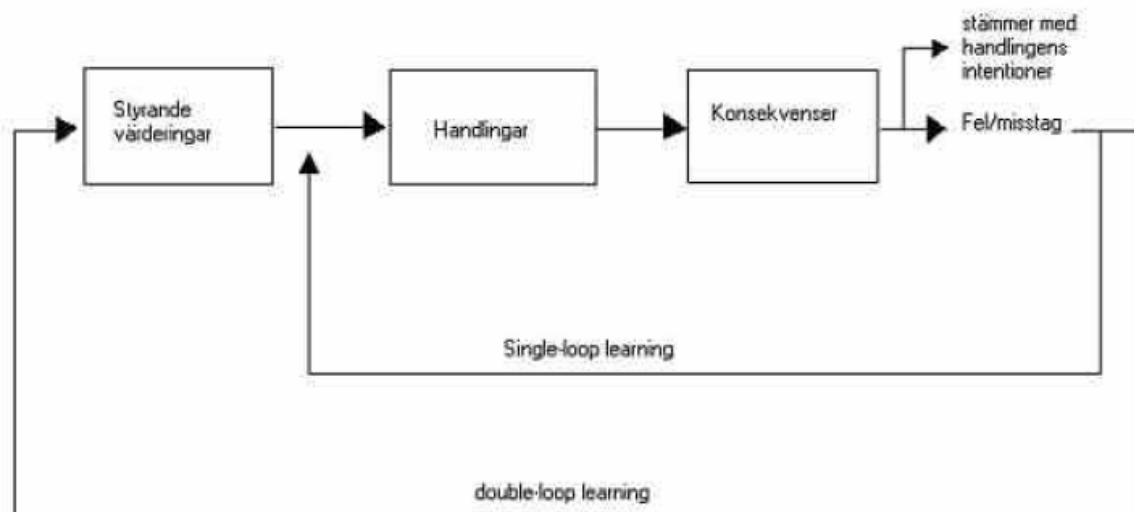 Styrande
värderingar
Handlingar
Konsekvenser
stämmer med
handlingens
intentioner
Fel/misstag
Single-loop learning
double-loop learning